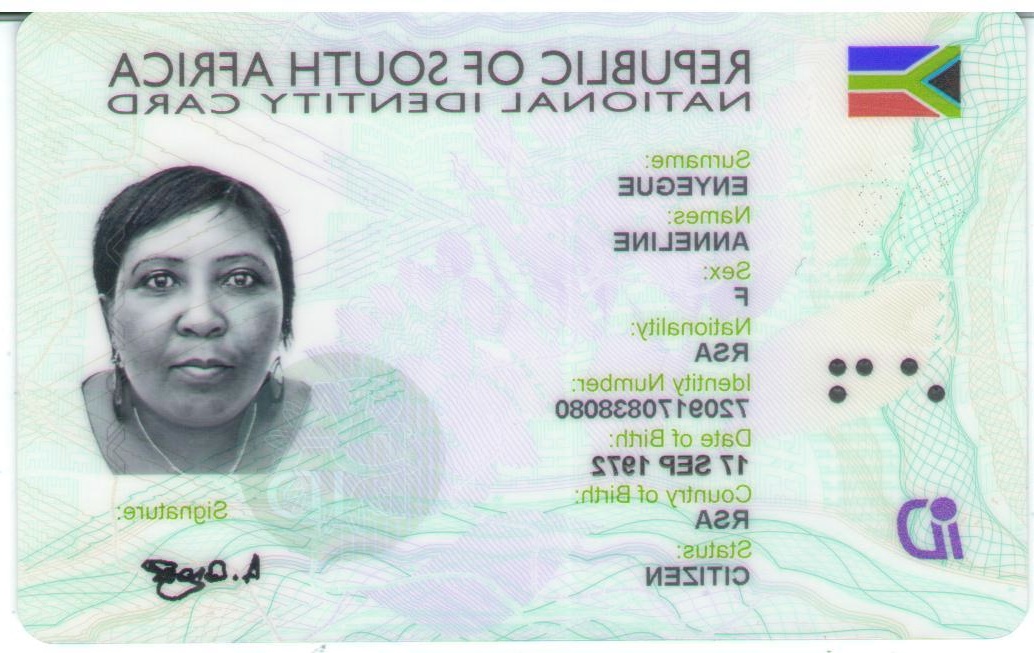 REPUBLIC OF SOUTH AFRICA
NATIONAL IDENTITY CARD
Surname:
ENYEGUE
Names:
ANNELINE
Sex:
F
Nationality:
RSA
Identity Number:
7209170838080
Date of Birth:
17 SEP 1972
Country of Birth:
RSA
Status:
CITIZEN
Signature:
iD